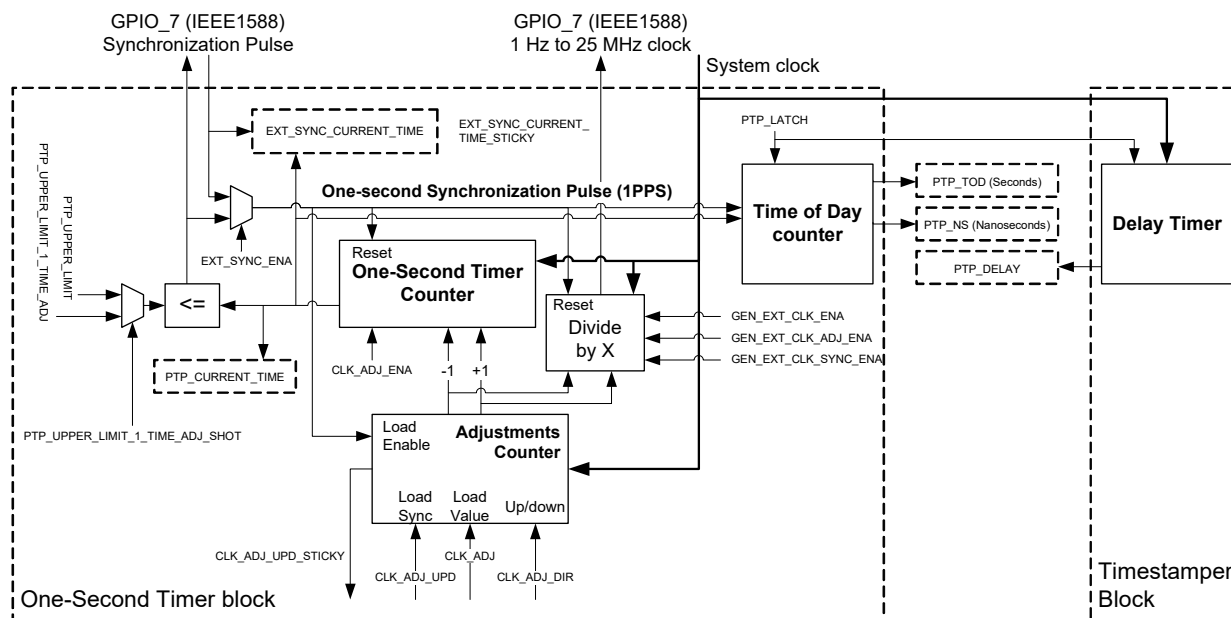 GPIO_7 (IEEE1588)
Synchronization Pulse
GPIO_7 (IEEE1588)
1 Hz to 25 MHz clock
System clock
EXT_SYNC_CURRENT_TIME
EXT_SYNC_CURRENT_
TIME_STICKY
PTP_LATCH
PTP_UPPER_LIMIT
PTP_UPPER_LIMIT_1_TIME_ADJ
One-second Synchronization Pulse (1PPS)
EXT_SYNC_ENA
Reset
One-Second Timer
Counter
Time of Day
counter
PTP_TOD (Seconds)
PTP_NS (Nanoseconds)
PTP_DELAY
Delay Timer
<=
Reset
Divide
by X
GEN_EXT_CLK_ENA
GEN_EXT_CLK_ADJ_ENA
GEN_EXT_CLK_SYNC_ENA
PTP_CURRENT_TIME
CLK_ADJ_ENA
-1
+1
PTP_UPPER_LIMIT_1_TIME_ADJ_SHOT
Load
Enable
Adjustments
Counter
Load
Sync
Load
Value
Up/down
CLK_ADJ_UPD_STICKY
CLK_ADJ_UPD
CLK_ADJ
CLK_ADJ_DIR
One-Second Timer block
Timestamper
Block